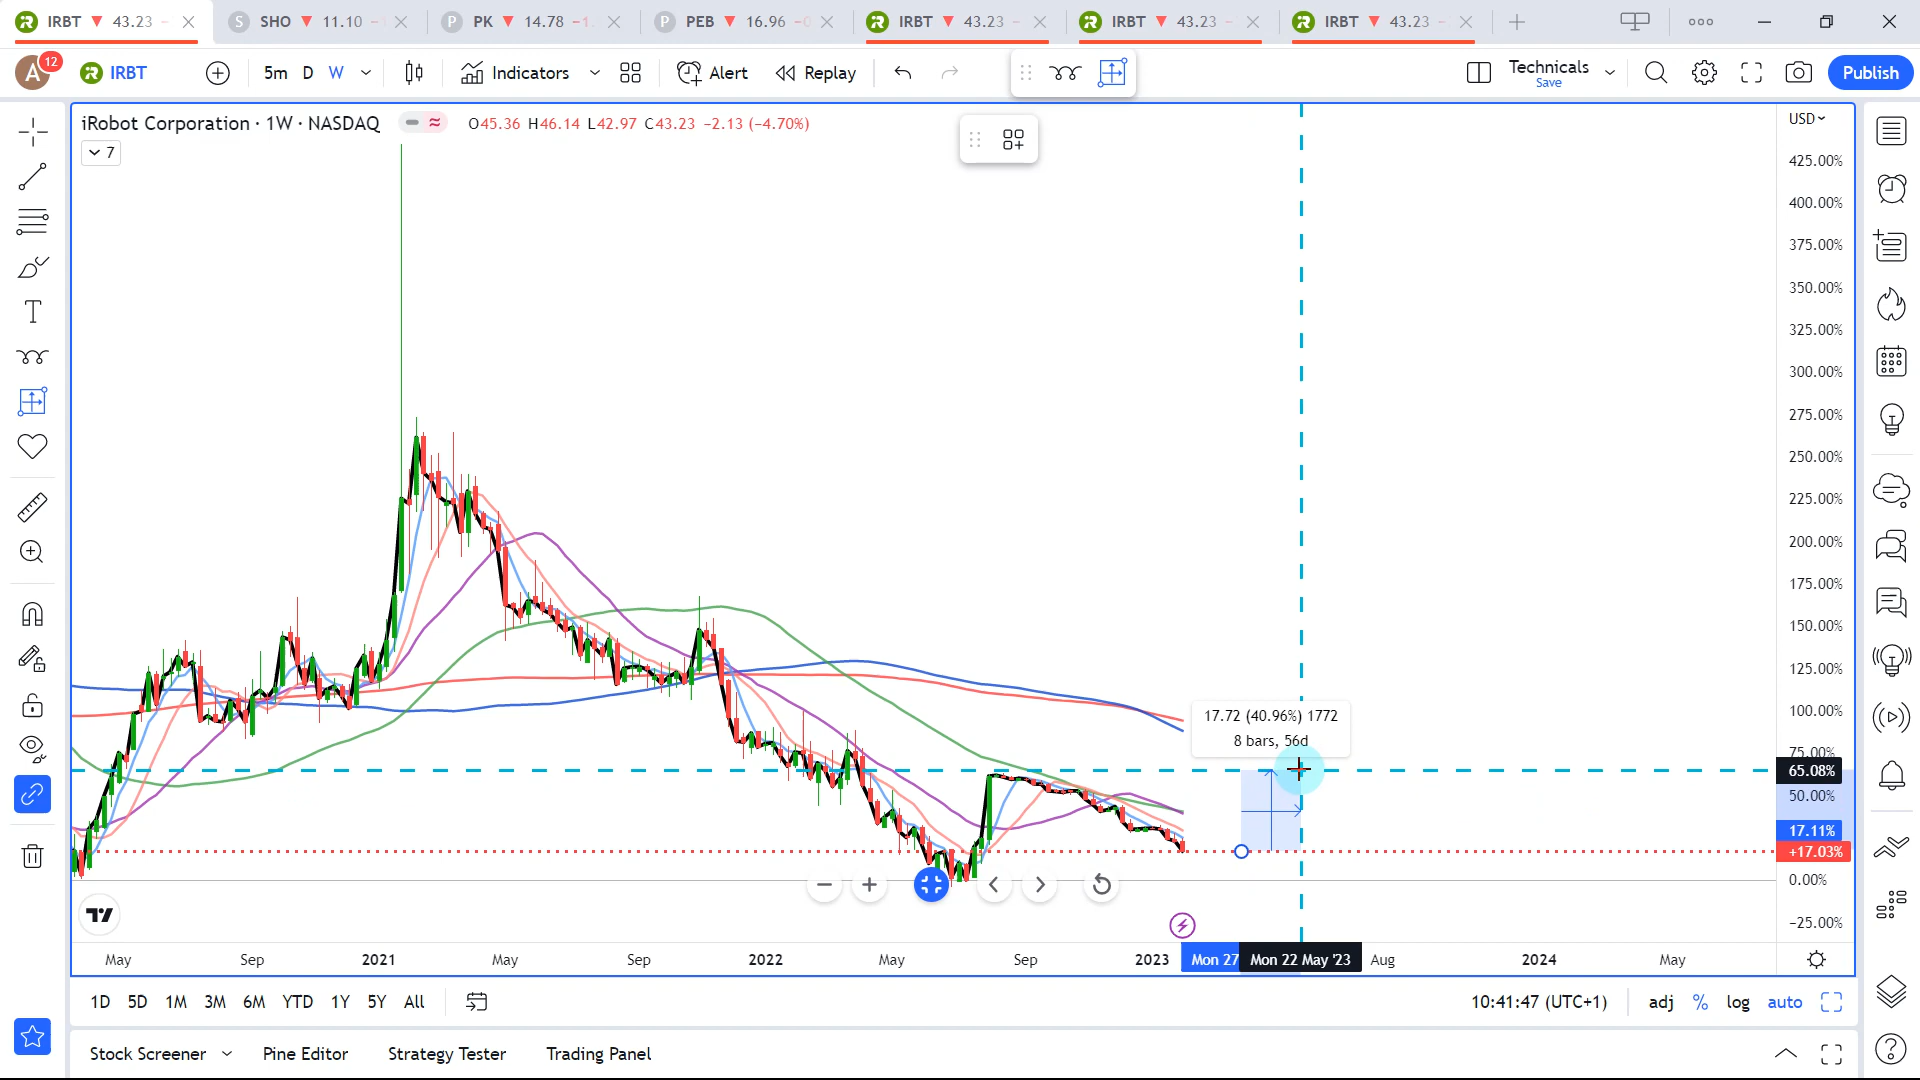 IRBT ▼ 43.23 −
S SHO ▼ 11.10 −1
P PK ▼ 14.78 −1.
P PEB ▼ 16.96 −0
IRBT ▼ 43.23 −
IRBT ▼ 43.23 −
IRBT ▼ 43.23 −
A 12
IRBT
5m D W
Indicators
Alert
Replay
Technicals
Save
Publish
iRobot Corporation · 1W · NASDAQ
O45.36 H46.14 L42.97 C43.23 −2.13 (−4.70%)
7
USD
425.00%
400.00%
375.00%
350.00%
325.00%
300.00%
275.00%
250.00%
225.00%
200.00%
175.00%
150.00%
125.00%
100.00%
75.00%
65.08%
50.00%
17.11%
+17.03%
0.00%
−25.00%
17.72 (40.96%) 1772
8 bars, 56d
May Sep 2021 May Sep 2022 May Sep 2023 Mon 27 Mon 22 May '23 Aug 2024 May
1D 5D 1M 3M 6M YTD 1Y 5Y All
10:41:47 (UTC+1) adj % log auto
Stock Screener Pine Editor Strategy Tester Trading Panel